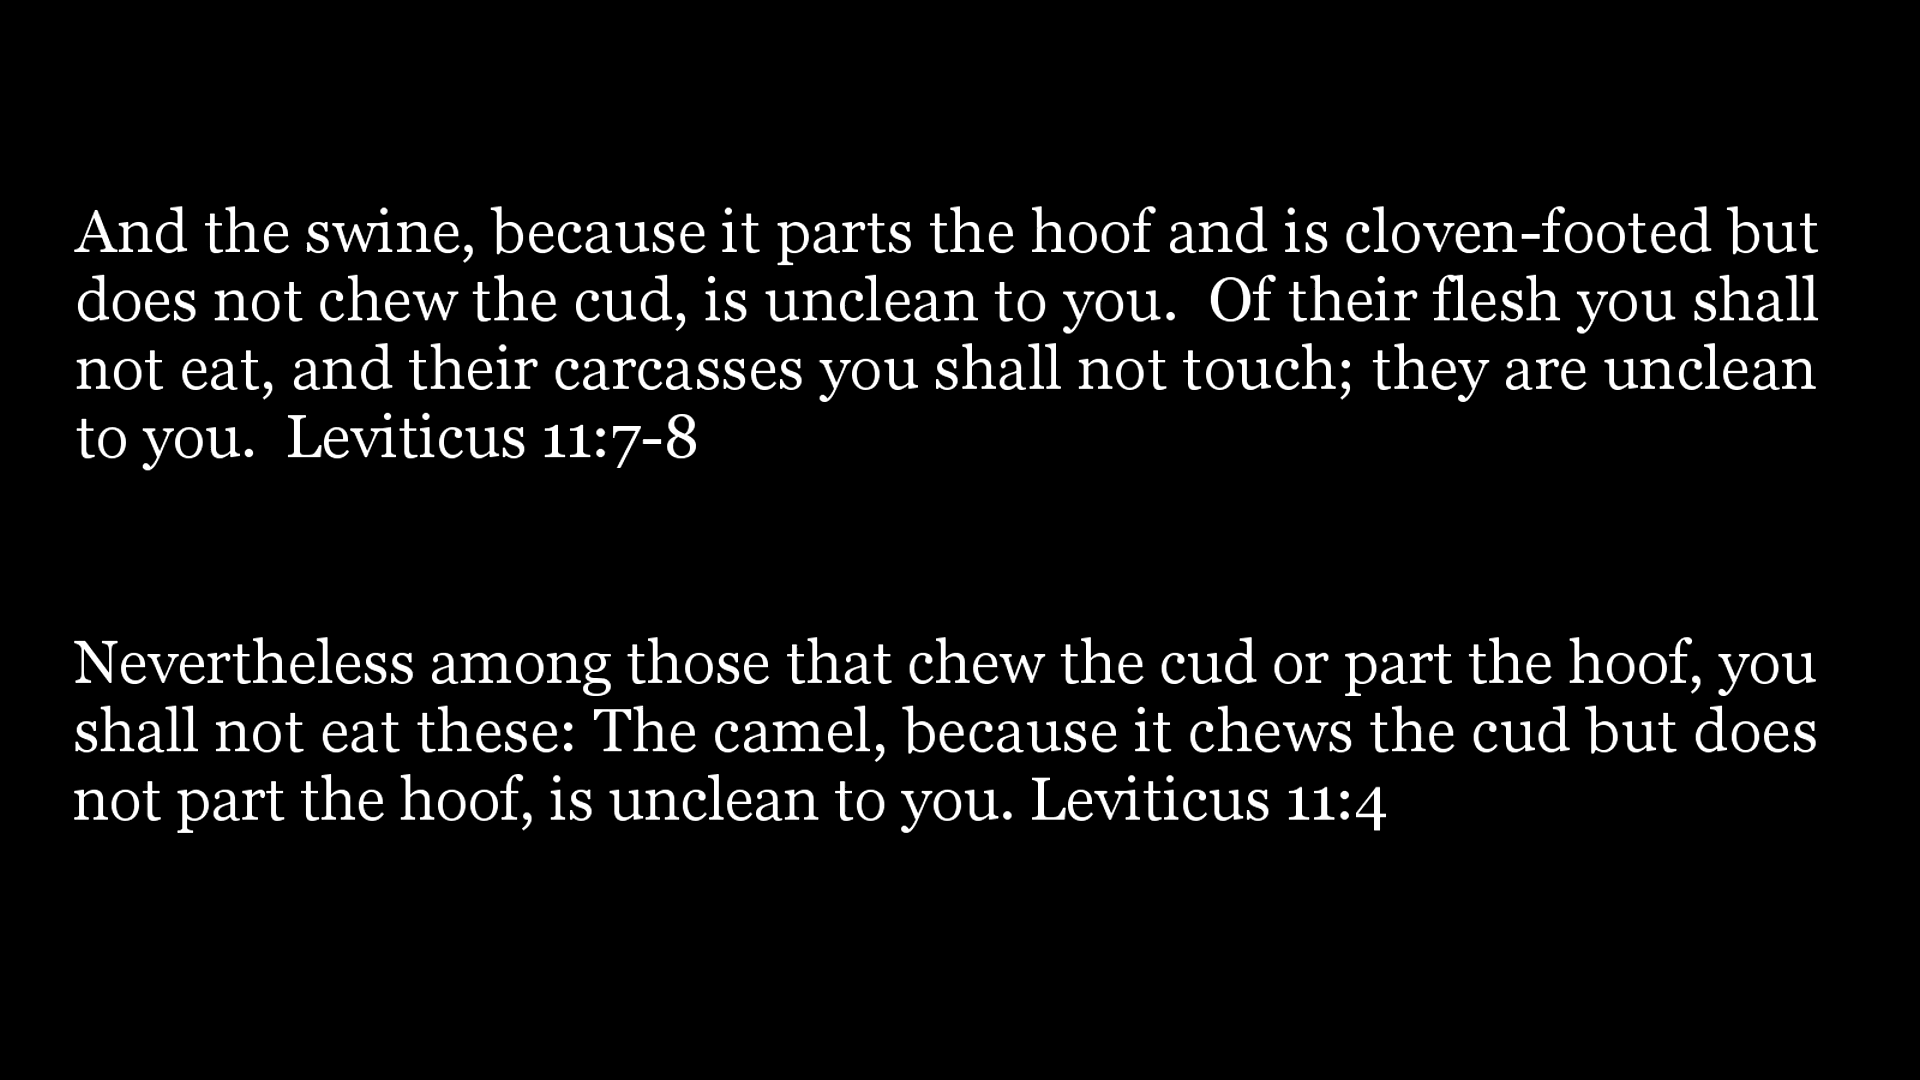 And the swine, because it parts the hoof and is cloven-footed but
does not chew the cud, is unclean to you.  Of their flesh you shall
not eat, and their carcasses you shall not touch; they are unclean
to you.  Leviticus 11:7-8
Nevertheless among those that chew the cud or part the hoof, you
shall not eat these: The camel, because it chews the cud but does
not part the hoof, is unclean to you. Leviticus 11:4